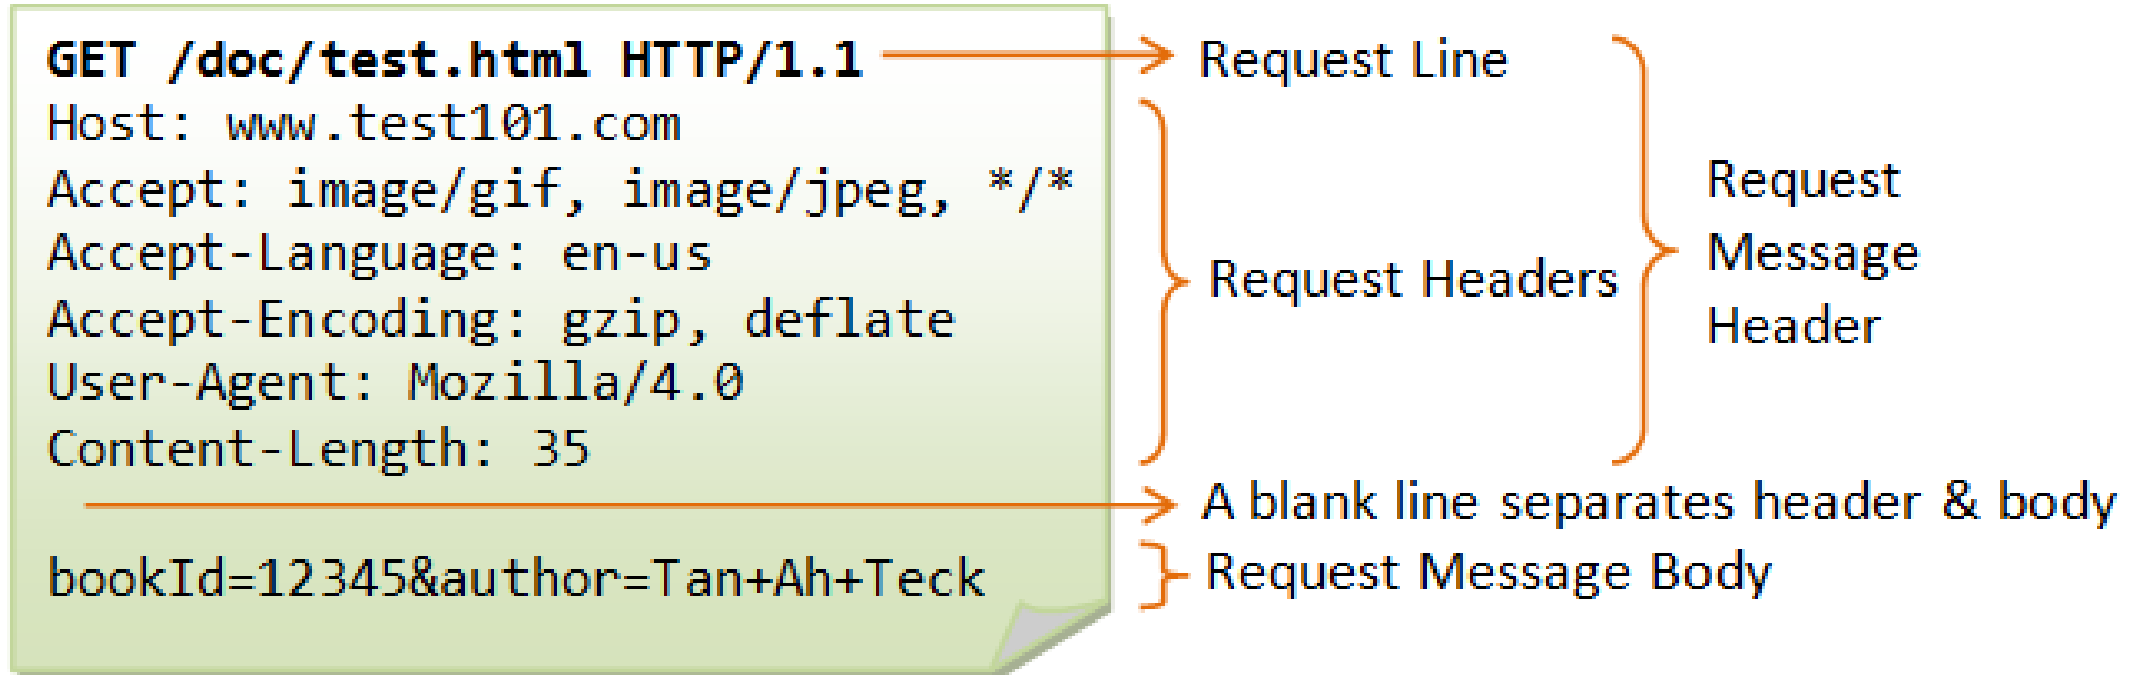 GET /doc/test.html HTTP/1.1
Host: www.test101.com
Accept: image/gif, image/jpeg, */*
Accept-Language: en-us
Accept-Encoding: gzip, deflate
User-Agent: Mozilla/4.0
Content-Length: 35
bookId=12345&author=Tan+Ah+Teck
Request Line
Request Headers
A blank line separates header & body
Request Message Body
Request
Message
Header